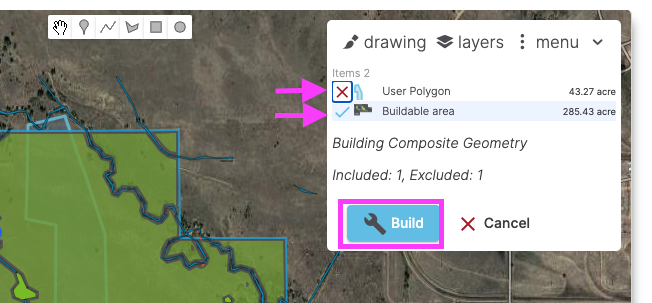 drawing layers menu
Items 2
User Polygon 43.27 acre
Buildable area 285.43 acre
Building Composite Geometry
Included: 1, Excluded: 1
Build Cancel